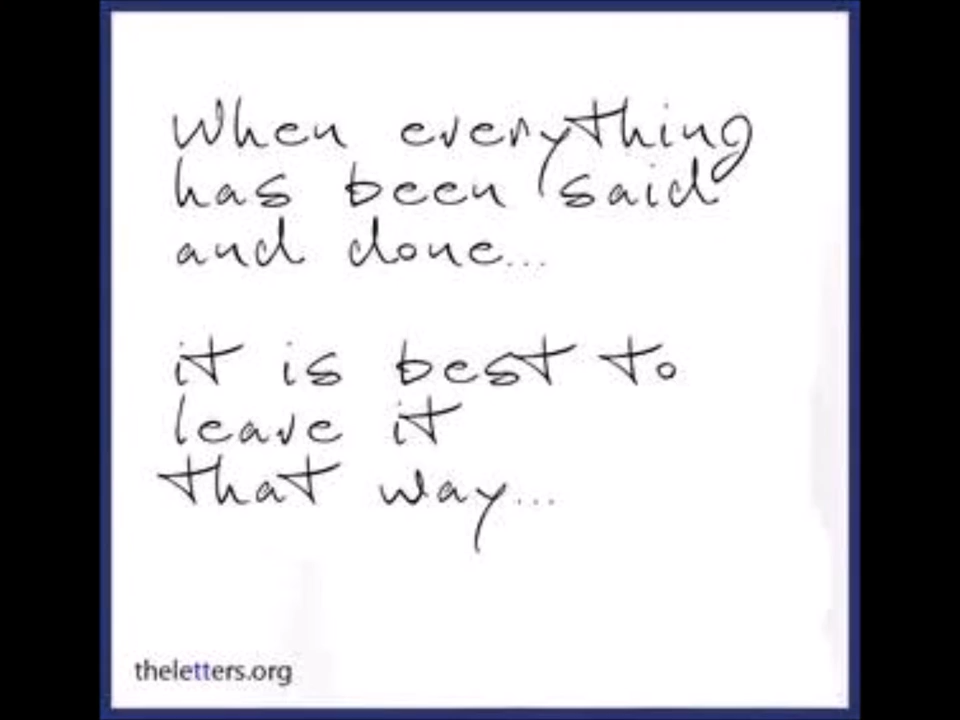 When everything
has been said
and done...
it is best to
leave it
that way...
theletters.org